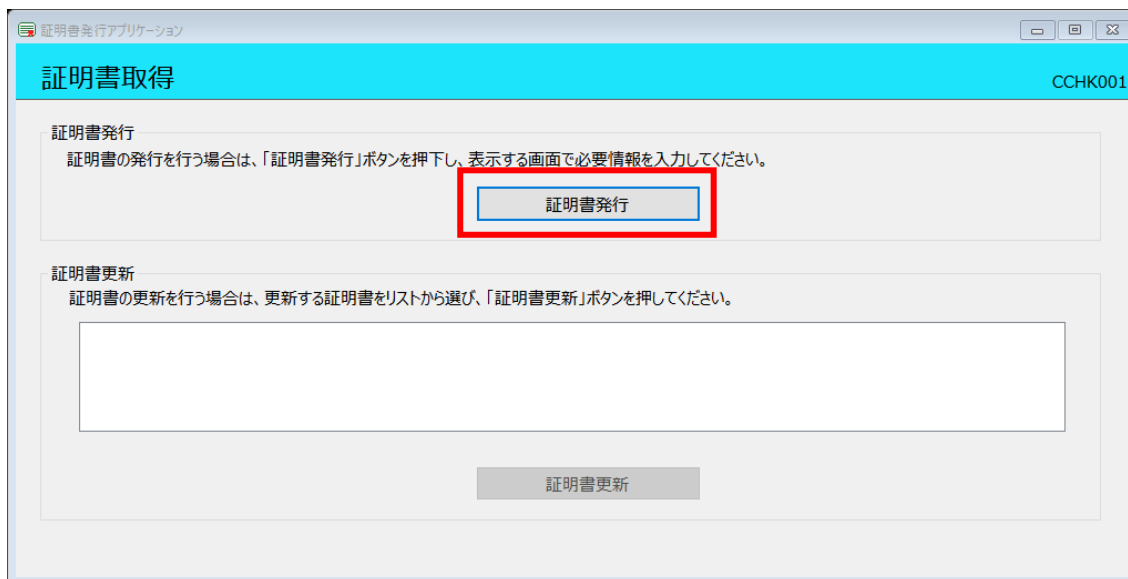 証明書発行アプリケーション
証明書取得
CCHK001
証明書発行
証明書の発行を行う場合は、「証明書発行」ボタンを押下し、表示する画面で必要情報を入力してください。
証明書発行
証明書更新
証明書の更新を行う場合は、更新する証明書をリストから選び、「証明書更新」ボタンを押してください。
証明書更新